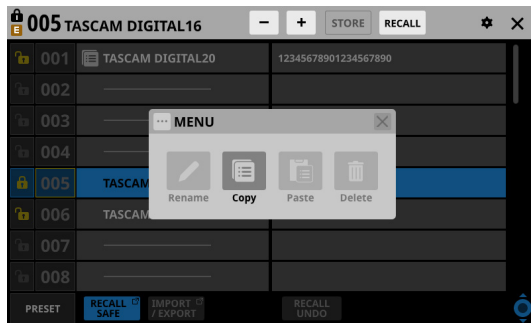 E 005 TASCAM DIGITAL16 − + STORE RECALL
001 TASCAM DIGITAL20 12345678901234567890
002
003
··· MENU
004
005 TASCAM
Rename Copy Paste Delete
006 TASCAM
007
008
PRESET
RECALL SAFE
IMPORT / EXPORT
RECALL UNDO